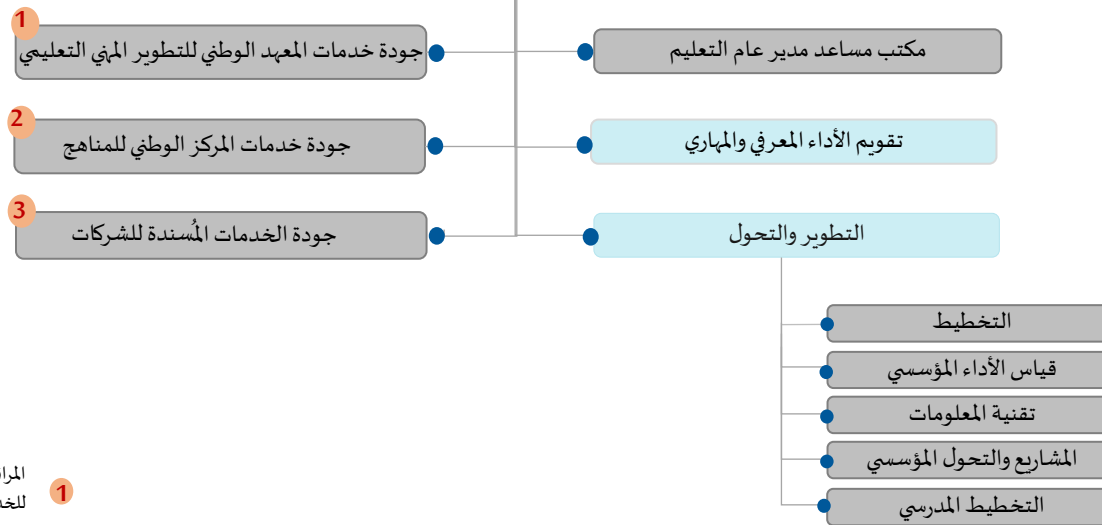 مكتب مساعد مدير عام التعليم
1
جودة خدمات المعهد الوطني للتطوير المهني التعليمي
تقويم الأداء المعرفي والمهاري
2
جودة خدمات المركز الوطني للمناهج
التطوير والتحول
3
جودة الخدمات المُسندة للشركات
التخطيط
قياس الأداء المؤسسي
تقنية المعلومات
المشاريع والتحول المؤسسي
التخطيط المدرسي
1